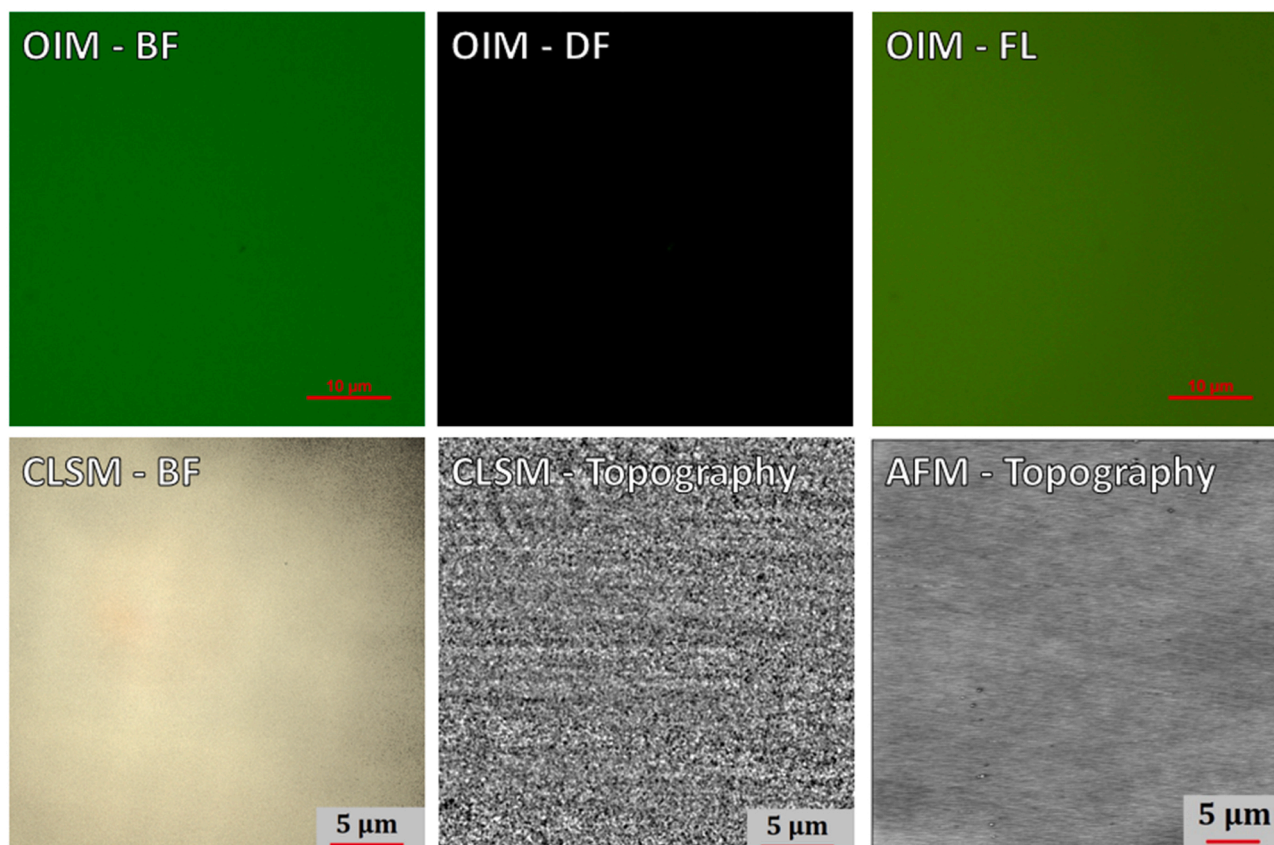 OIM - BF
OIM - DF
OIM - FL
10 µm
10 µm
CLSM - BF
CLSM - Topography
AFM - Topography
5 µm
5 µm
5 µm